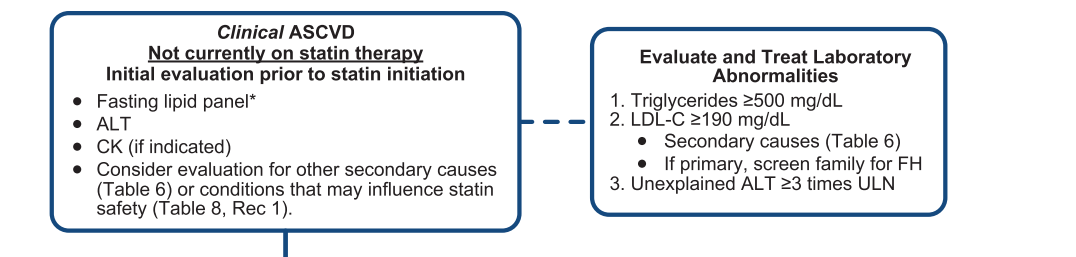 Clinical ASCVD
Not currently on statin therapy
Initial evaluation prior to statin initiation
● Fasting lipid panel*
● ALT
● CK (if indicated)
● Consider evaluation for other secondary causes
(Table 6) or conditions that may influence statin
safety (Table 8, Rec 1).
Evaluate and Treat Laboratory
Abnormalities
1. Triglycerides ≥500 mg/dL
2. LDL-C ≥190 mg/dL
● Secondary causes (Table 6)
● If primary, screen family for FH
3. Unexplained ALT ≥3 times ULN